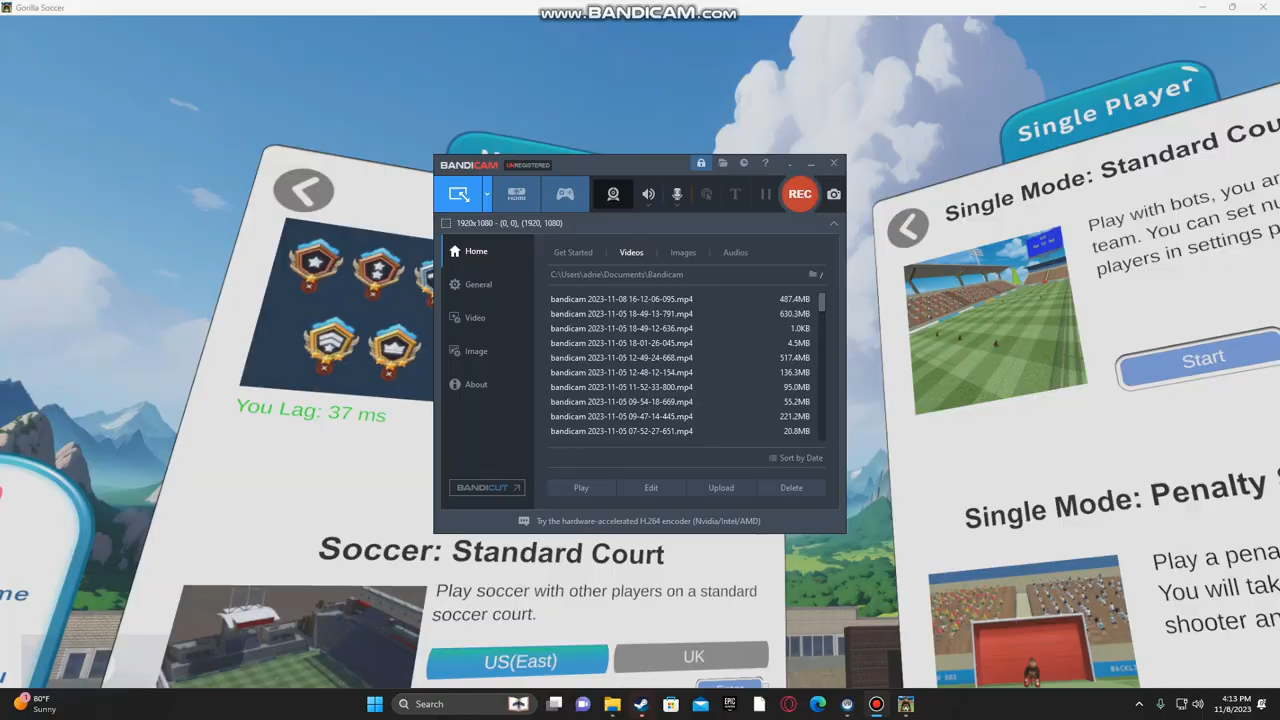 Gorilla Soccer
www.BANDICAM.com
Single Player
Single Mode: Standard Cou
Play with bots, you ar
team. You can set nu
players in settings p
Start
You Lag: 37 ms
BANDICAM UNREGISTERED
HDMI
T
REC
1920x1080 - (0, 0), (1920, 1080)
Home
General
Video
Image
About
BANDICUT
Get Started Videos Images Audios
C:\Users\adrie\Documents\Bandicam
/
bandicam 2023-11-08 16-12-06-095.mp4 487.4MB
bandicam 2023-11-05 18-49-13-791.mp4 630.3MB
bandicam 2023-11-05 18-49-12-636.mp4 1.0KB
bandicam 2023-11-05 18-01-26-045.mp4 4.5MB
bandicam 2023-11-05 12-49-24-668.mp4 517.4MB
bandicam 2023-11-05 12-48-12-154.mp4 136.3MB
bandicam 2023-11-05 11-52-33-800.mp4 95.0MB
bandicam 2023-11-05 09-54-18-669.mp4 55.2MB
bandicam 2023-11-05 09-47-14-445.mp4 221.2MB
bandicam 2023-11-05 07-52-27-651.mp4 20.8MB
Sort by Date
Play Edit Upload Delete
Try the hardware-accelerated H.264 encoder (Nvidia/Intel/AMD)
Single Mode: Penalty
Play a pena
You will tak
shooter an
Soccer: Standard Court
Play soccer with other players on a standard
soccer court.
US(East) UK
me
80°F
Sunny
Search
EPIC
4:13 PM
11/8/2023